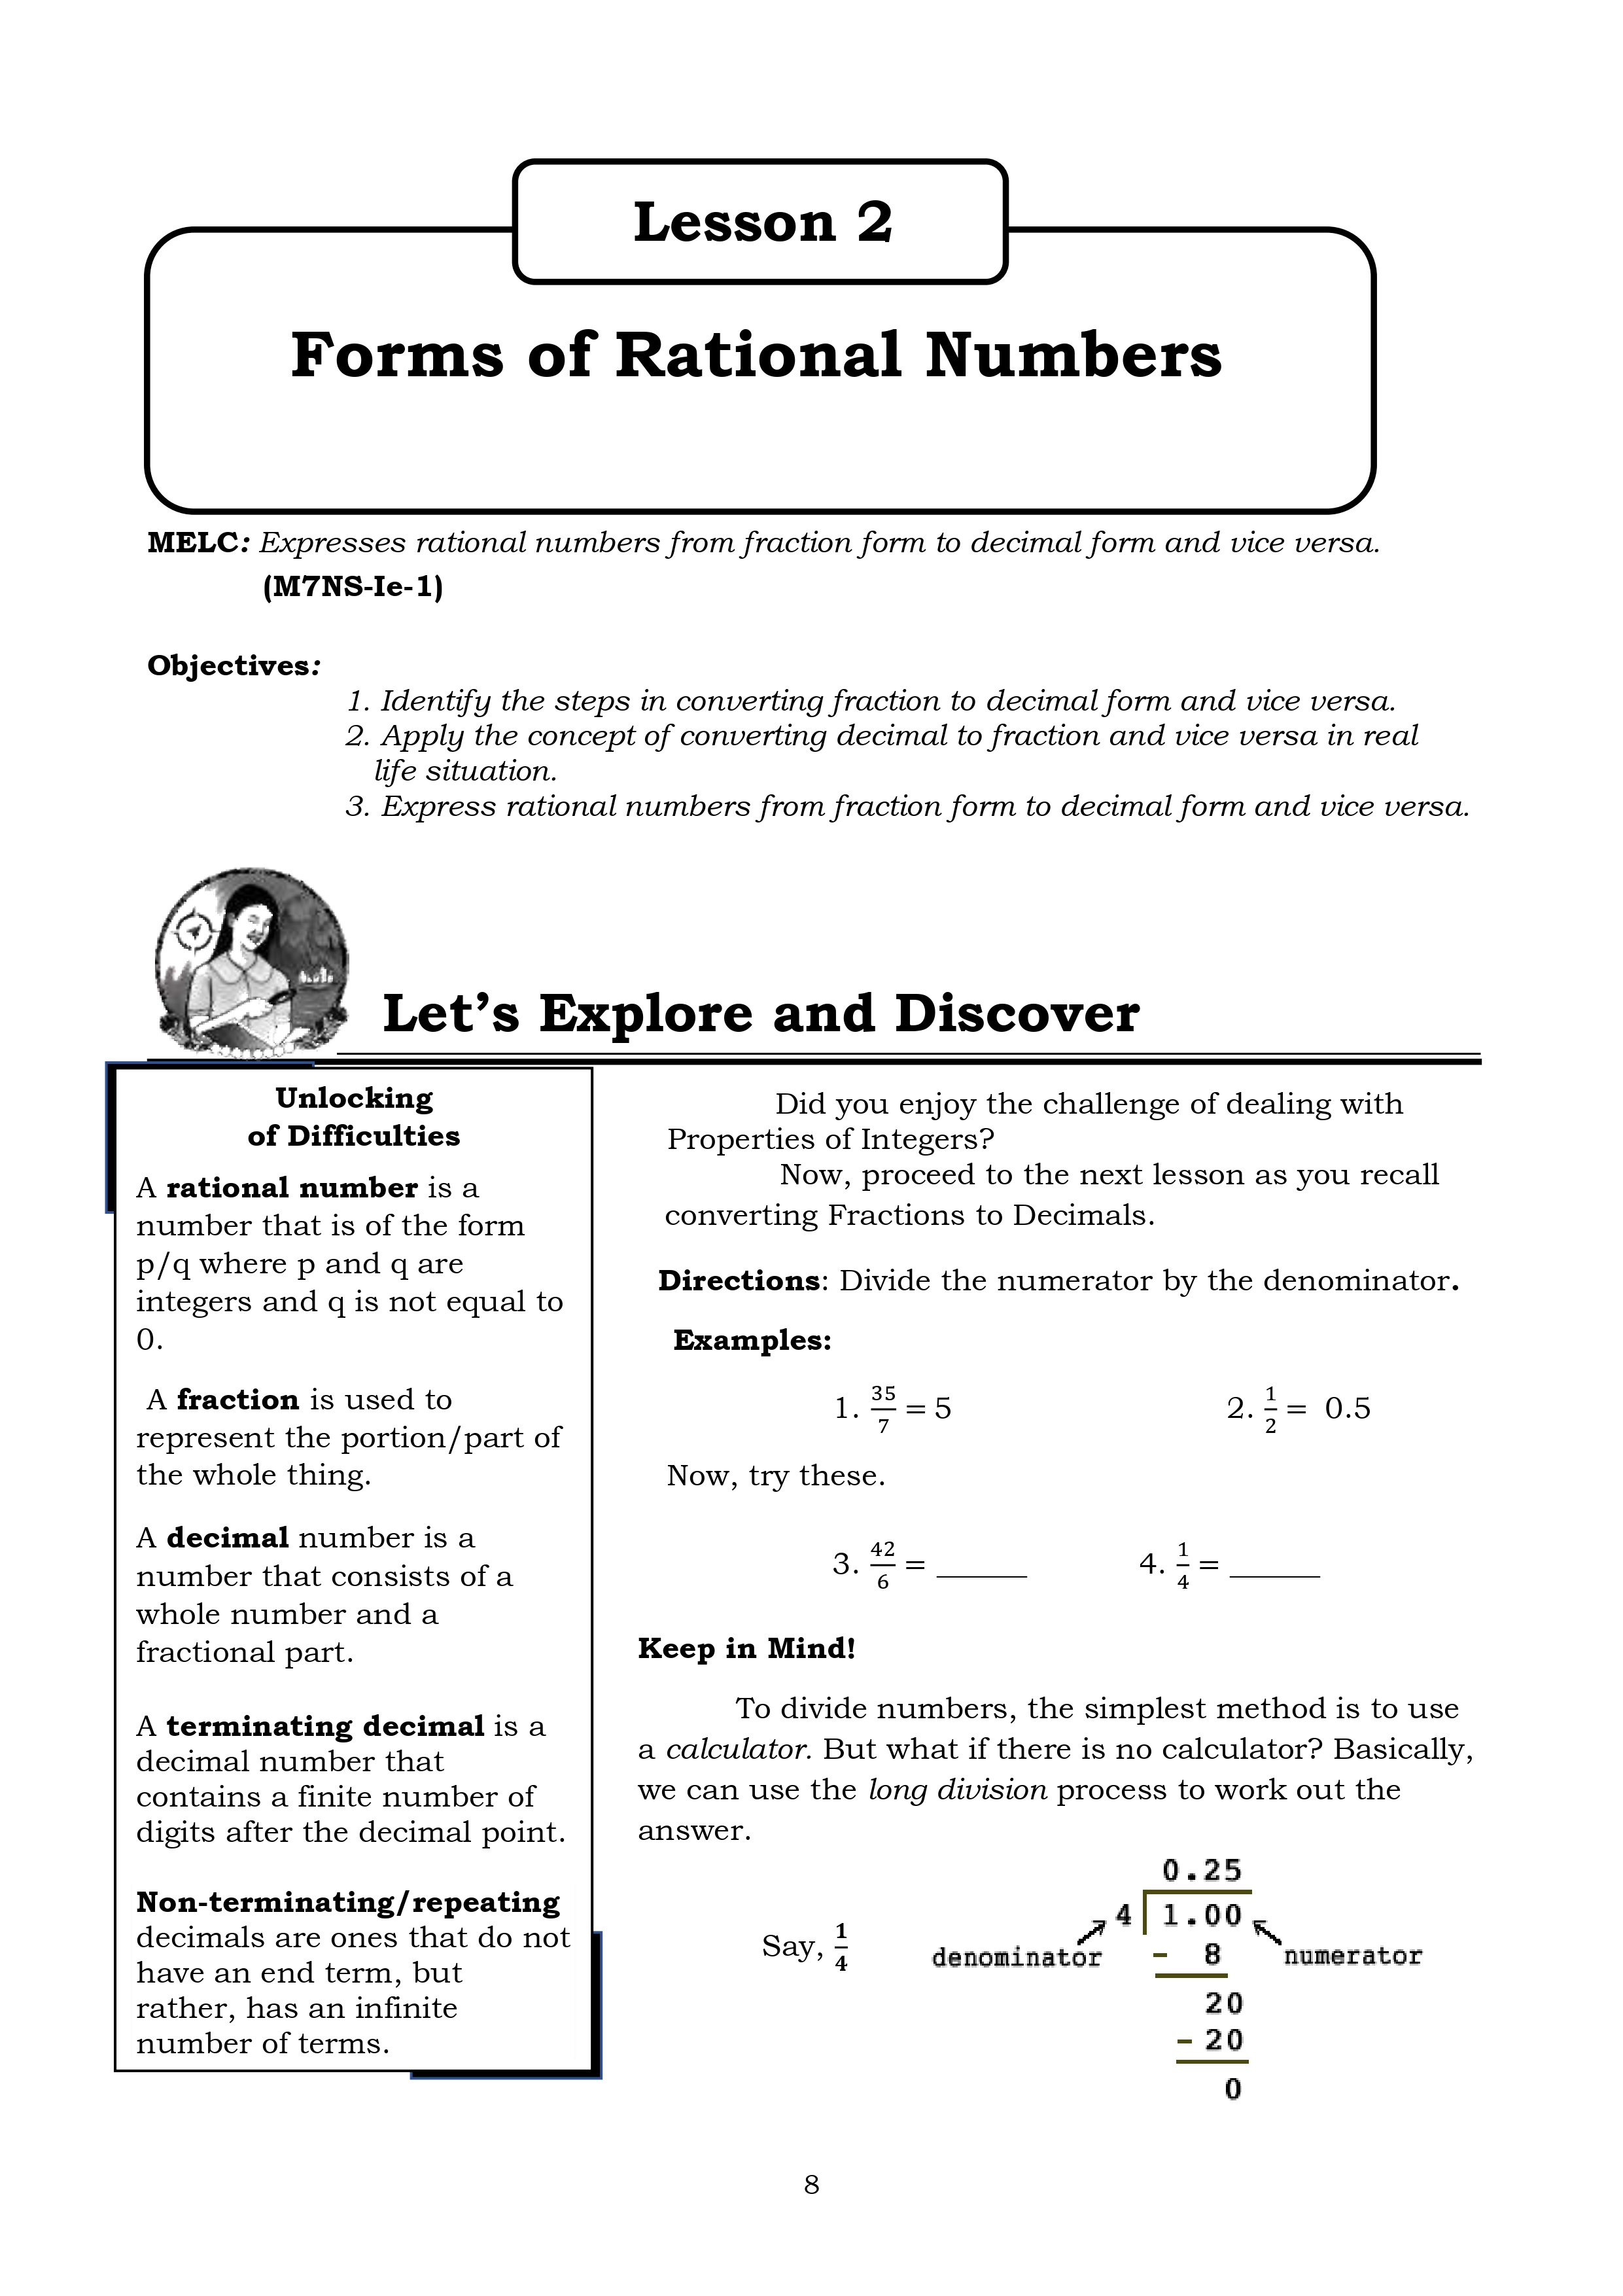 Lesson 2
Forms of Rational Numbers
MELC: Expresses rational numbers from fraction form to decimal form and vice versa.
(M7NS-Ie-1)
Objectives:
1. Identify the steps in converting fraction to decimal form and vice versa.
2. Apply the concept of converting decimal to fraction and vice versa in real
life situation.
3. Express rational numbers from fraction form to decimal form and vice versa.
Let's Explore and Discover
Unlocking
of Difficulties
A rational number is a
number that is of the form
p/q where p and q are
integers and q is not equal to
0.
A fraction is used to
represent the portion/part of
the whole thing.
A decimal number is a
number that consists of a
whole number and a
fractional part.
A terminating decimal is a
decimal number that
contains a finite number of
digits after the decimal point.
Non-terminating/repeating
decimals are ones that do not
have an end term, but
rather, has an infinite
number of terms.
Did you enjoy the challenge of dealing with
Properties of Integers?
Now, proceed to the next lesson as you recall
converting Fractions to Decimals.
Directions: Divide the numerator by the denominator.
Examples:
1. 35/7 = 5 2. 1/2 = 0.5
Now, try these.
3. 42/6 = ______ 4. 1/4 = ______
Keep in Mind!
To divide numbers, the simplest method is to use
a calculator. But what if there is no calculator? Basically,
we can use the long division process to work out the
answer.
Say, 1/4
0.25
4 1.00
denominator - 8 numerator
20
- 20
0
8